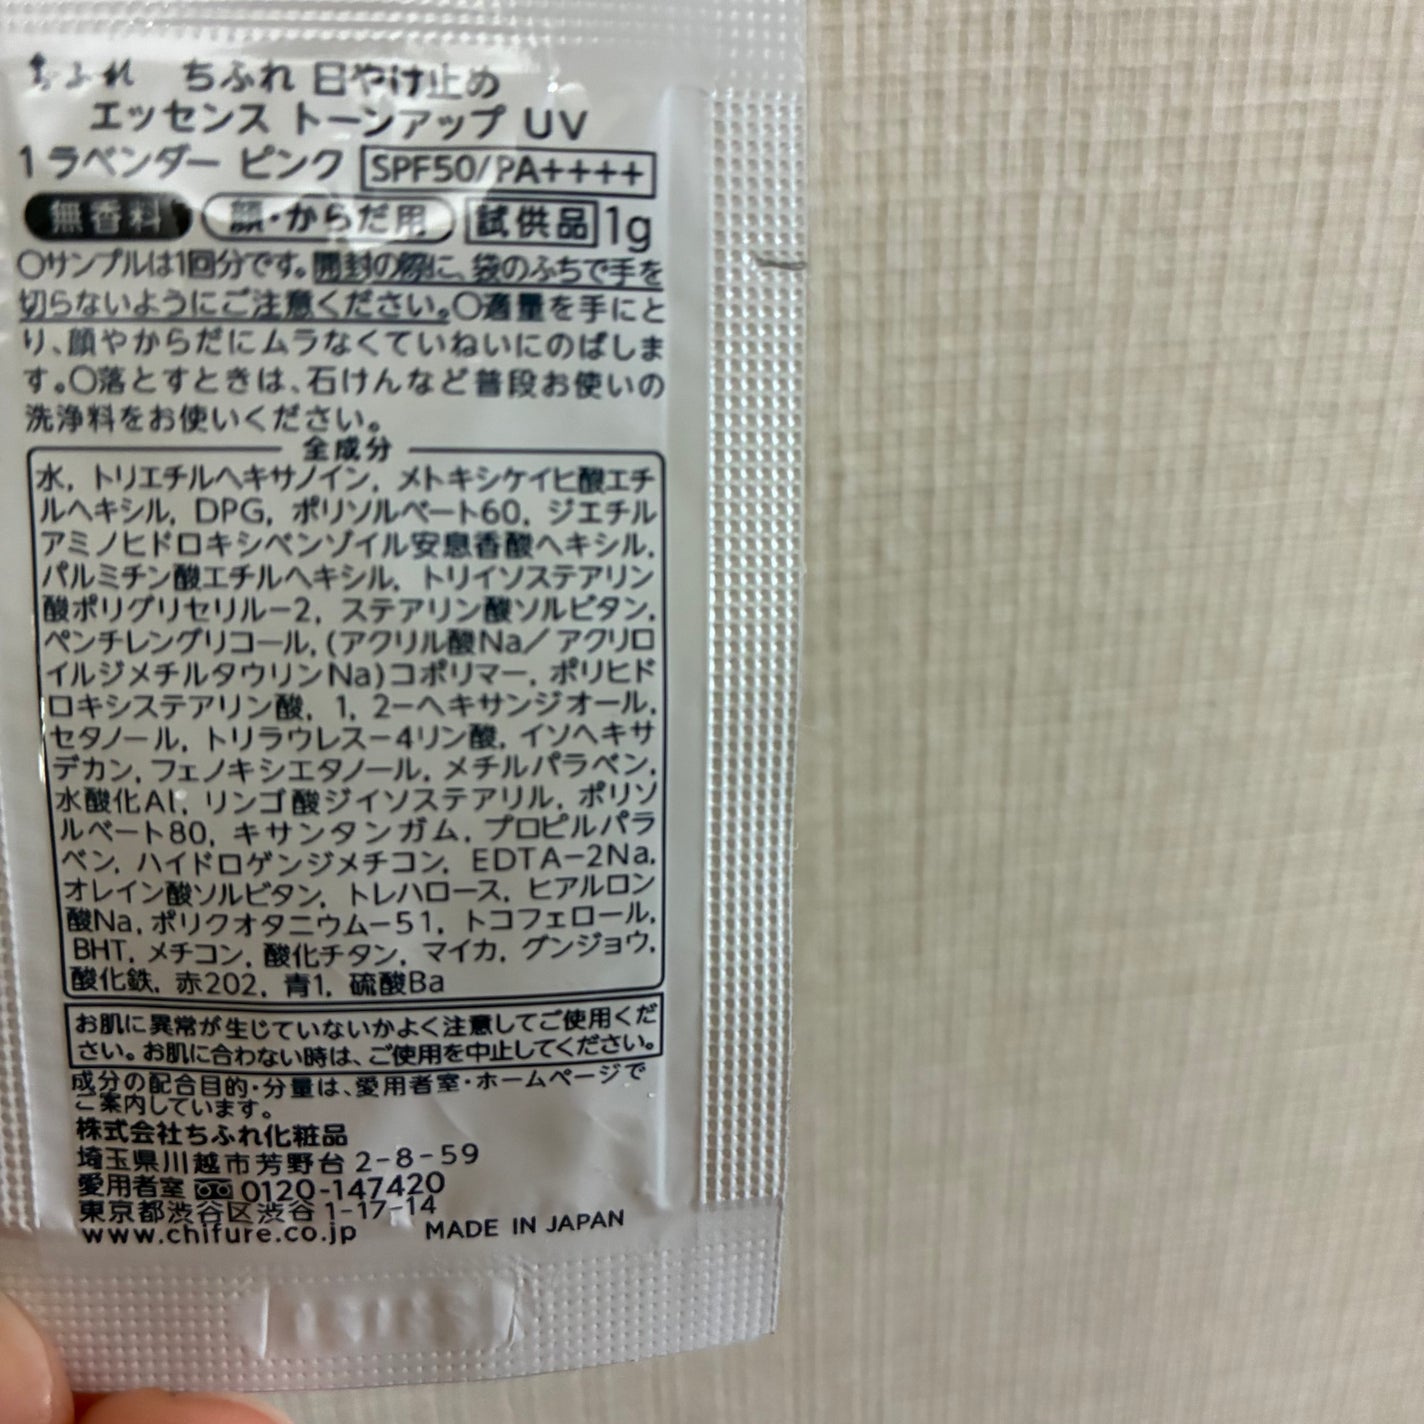 ちふれ ちふれ 日やけ止め
エッセンス トーンアップ UV
1 ラベンダー ピンク SPF50/PA++++
無香料 顔・からだ用 試供品 1g
○サンプルは1回分です。開封の際に、袋のふちで手を
切らないようにご注意ください。○適量を手にと
り、顔やからだにムラなくていねいにのばしま
す。○落とすときは、石けんなど普段お使いの
洗浄料をお使いください。
全成分
水, トリエチルヘキサノイン, メトキシケイヒ酸エチ
ルヘキシル, DPG, ポリソルベート60, ジエチル
アミノヒドロキシベンゾイル安息香酸ヘキシル,
パルミチン酸エチルヘキシル, トリイソステアリン
酸ポリグリセリル－2, ステアリン酸ソルビタン,
ペンチレングリコール, (アクリル酸Na／アクリロ
イルジメチルタウリンNa)コポリマー, ポリヒド
ロキシステアリン酸, 1, 2－ヘキサンジオール,
セタノール, トリラウレス－4リン酸, イソヘキサ
デカン, フェノキシエタノール, メチルパラベン,
水酸化Al, リンゴ酸ジイソステアリル, ポリソ
ルベート80, キサンタンガム, プロピルパラ
ベン, ハイドロゲンジメチコン, EDTA－2Na,
オレイン酸ソルビタン, トレハロース, ヒアルロン
酸Na, ポリクオタニウム－51, トコフェロール,
BHT, メチコン, 酸化チタン, マイカ, グンジョウ,
酸化鉄, 赤202, 青1, 硫酸Ba
お肌に異常が生じていないかよく注意してご使用くだ
さい。お肌に合わない時は、ご使用を中止してください。
成分の配合目的・分量は、愛用者室・ホームページで
ご案内しています。
株式会社ちふれ化粧品
埼玉県川越市芳野台 2-8-59
愛用者室 0120-147420
東京都渋谷区渋谷 1-17-14
www.chifure.co.jp MADE IN JAPAN